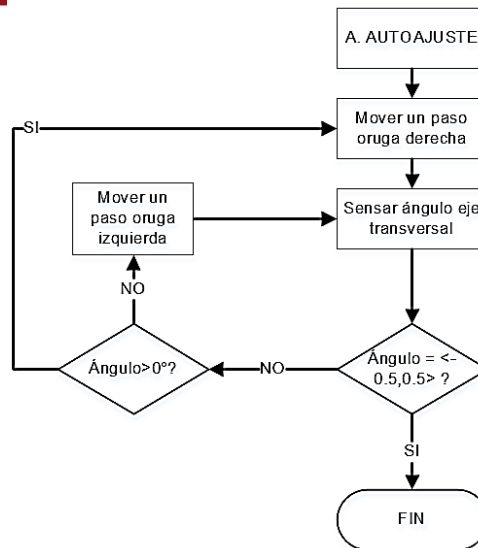 A. AUTOAJUSTE
SI
Mover un paso
oruga derecha
Mover un
paso oruga
izquierda
Sensar ángulo eje
transversal
NO
Ángulo>0°?
NO
Ángulo = <-
0.5,0.5> ?
SI
FIN